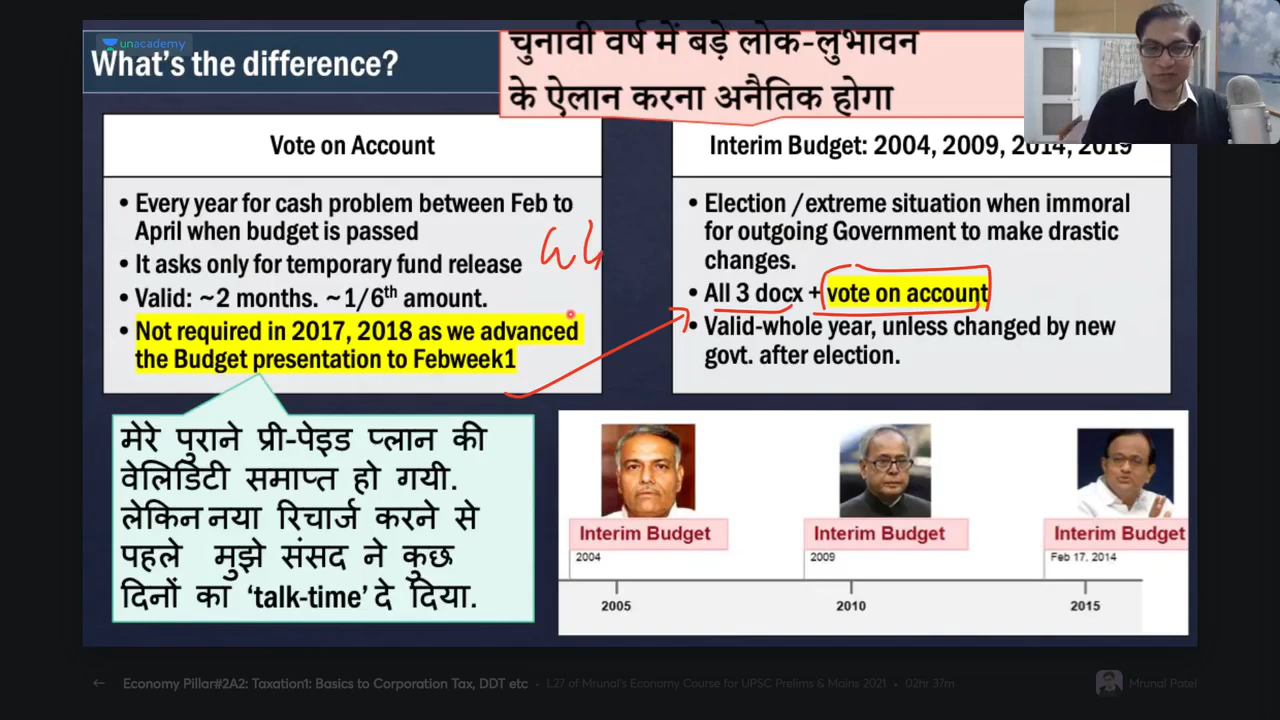 unacademy
What's the difference?
चुनावी वर्ष में बड़े लोक-लुभावन
के ऐलान करना अनैतिक होगा
Vote on Account
• Every year for cash problem between Feb to
April when budget is passed
• It asks only for temporary fund release
• Valid: ~2 months. ~1/6th amount.
• Not required in 2017, 2018 as we advanced
the Budget presentation to Febweek1
Interim Budget: 2004, 2009, 2014, 2019
• Election /extreme situation when immoral
for outgoing Government to make drastic
changes.
• All 3 docx + vote on account
• Valid-whole year, unless changed by new
govt. after election.
मेरे पुराने प्री-पेइड प्लान की
वेलिडिटी समाप्त हो गयी.
लेकिन नया रिचार्ज करने से
पहले मुझे संसद ने कुछ
दिनों का ‘talk-time’ दे दिया.
Interim Budget
2004
Interim Budget
2009
Interim Budget
Feb 17, 2014
2005
2010
2015
← Economy Pillar#2A2: Taxation1: Basics to Corporation Tax, DDT etc • L27 of Mrunal's Economy Course for UPSC Prelims & Mains 2021 • 02hr 37m
Mrunal Patel